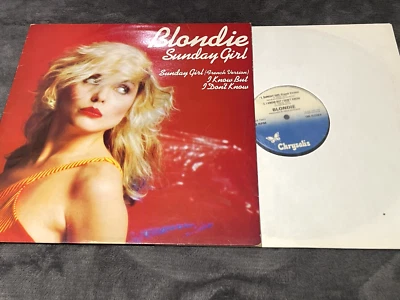 Blondie
Sunday Girl
Sunday Girl (French Version)
I Know But
I Don't Know
BLONDIE
Chrysalis